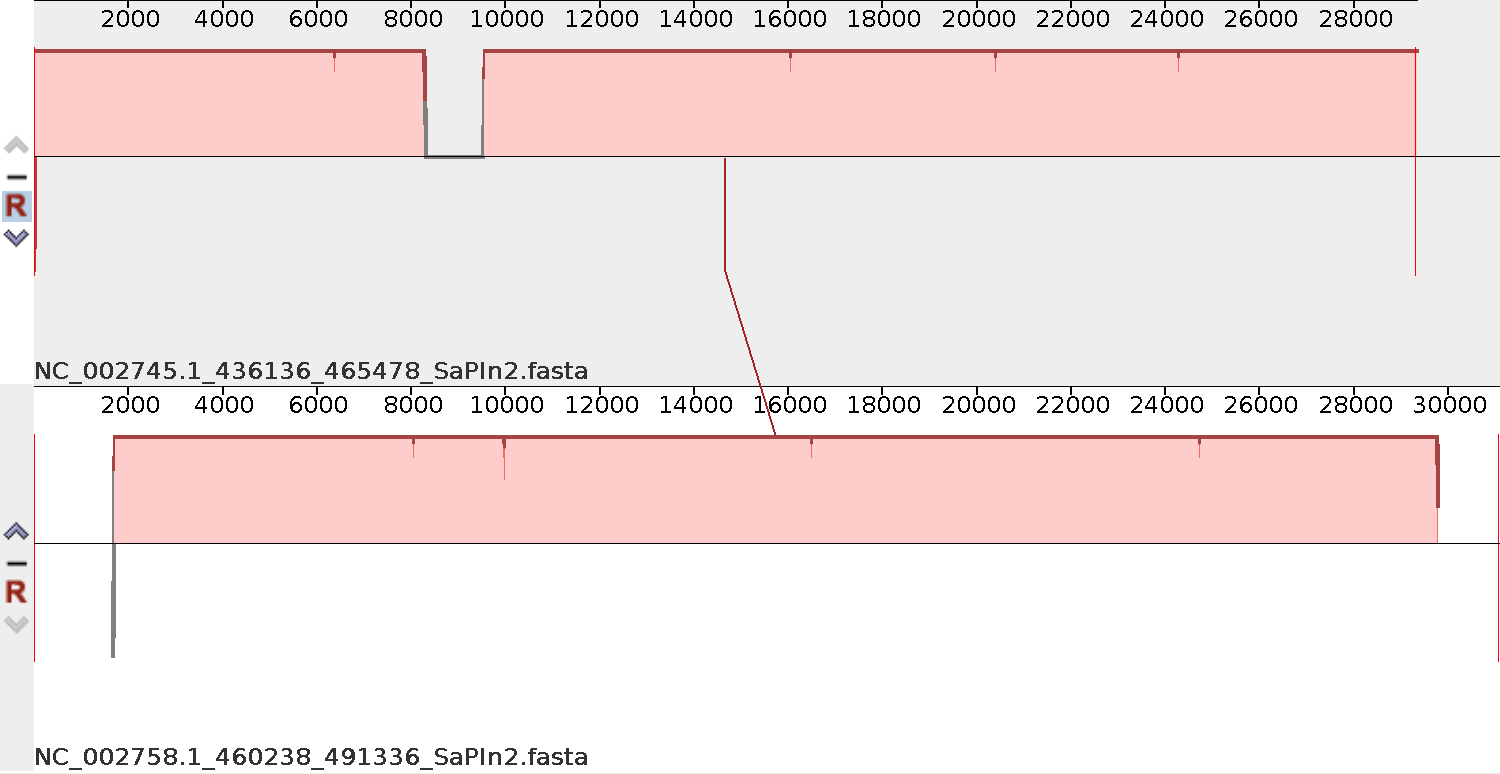 2000 4000 6000 8000 10000 12000 14000 16000 18000 20000 22000 24000 26000 28000
R
NC_002745.1_436136_465478_SaPIn2.fasta
2000 4000 6000 8000 10000 12000 14000 16000 18000 20000 22000 24000 26000 28000 30000
R
NC_002758.1_460238_491336_SaPIn2.fasta